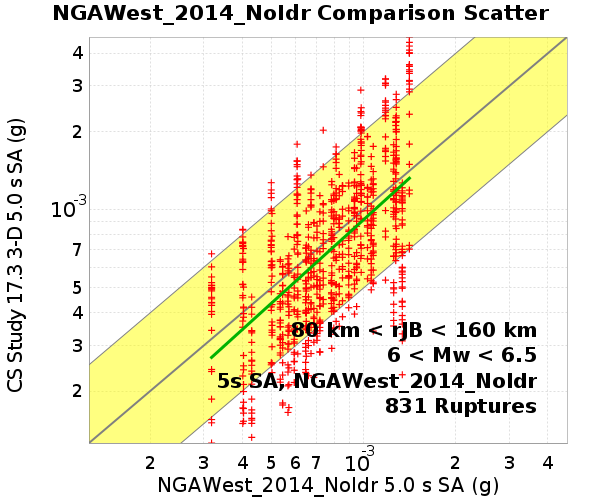 NGAWest_2014_NoIdr Comparison Scatter
CS Study 17.3 3-D 5.0 s SA (g)
4
3
2
10⁻³
7
5
4
3
2
80 km < rJB < 160 km
6 < Mw < 6.5
5s SA, NGAWest_2014_NoIdr
831 Ruptures
2 3 4 5 6 7 10⁻³ 2 3 4
NGAWest_2014_NoIdr 5.0 s SA (g)